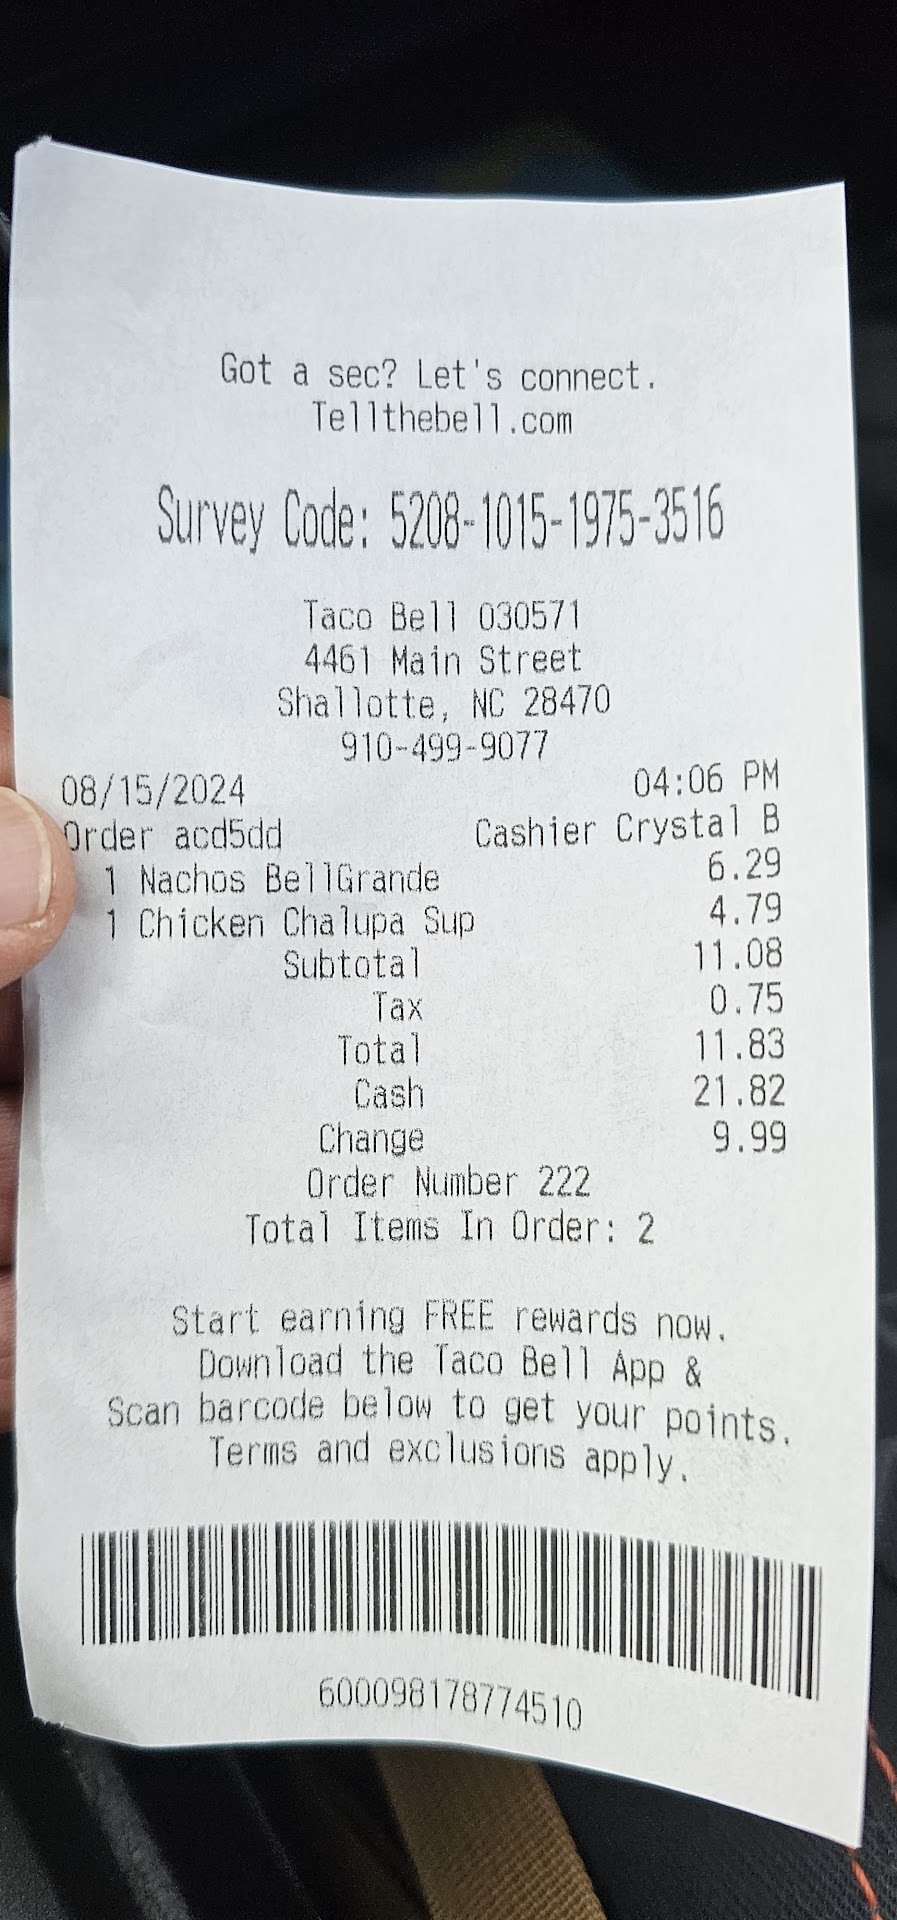 Got a sec? Let's connect.
Tellthebell.com
Survey Code: 5208-1015-1975-3516
Taco Bell 030571
4461 Main Street
Shallotte, NC 28470
910-499-9077
08/15/2024 04:06 PM
Order acd5dd Cashier Crystal B
1 Nachos BellGrande 6.29
1 Chicken Chalupa Sup 4.79
Subtotal 11.08
Tax 0.75
Total 11.83
Cash 21.82
Change 9.99
Order Number 222
Total Items In Order: 2
Start earning FREE rewards now.
Download the Taco Bell App &
Scan barcode below to get your points.
Terms and exclusions apply.
600098178774510